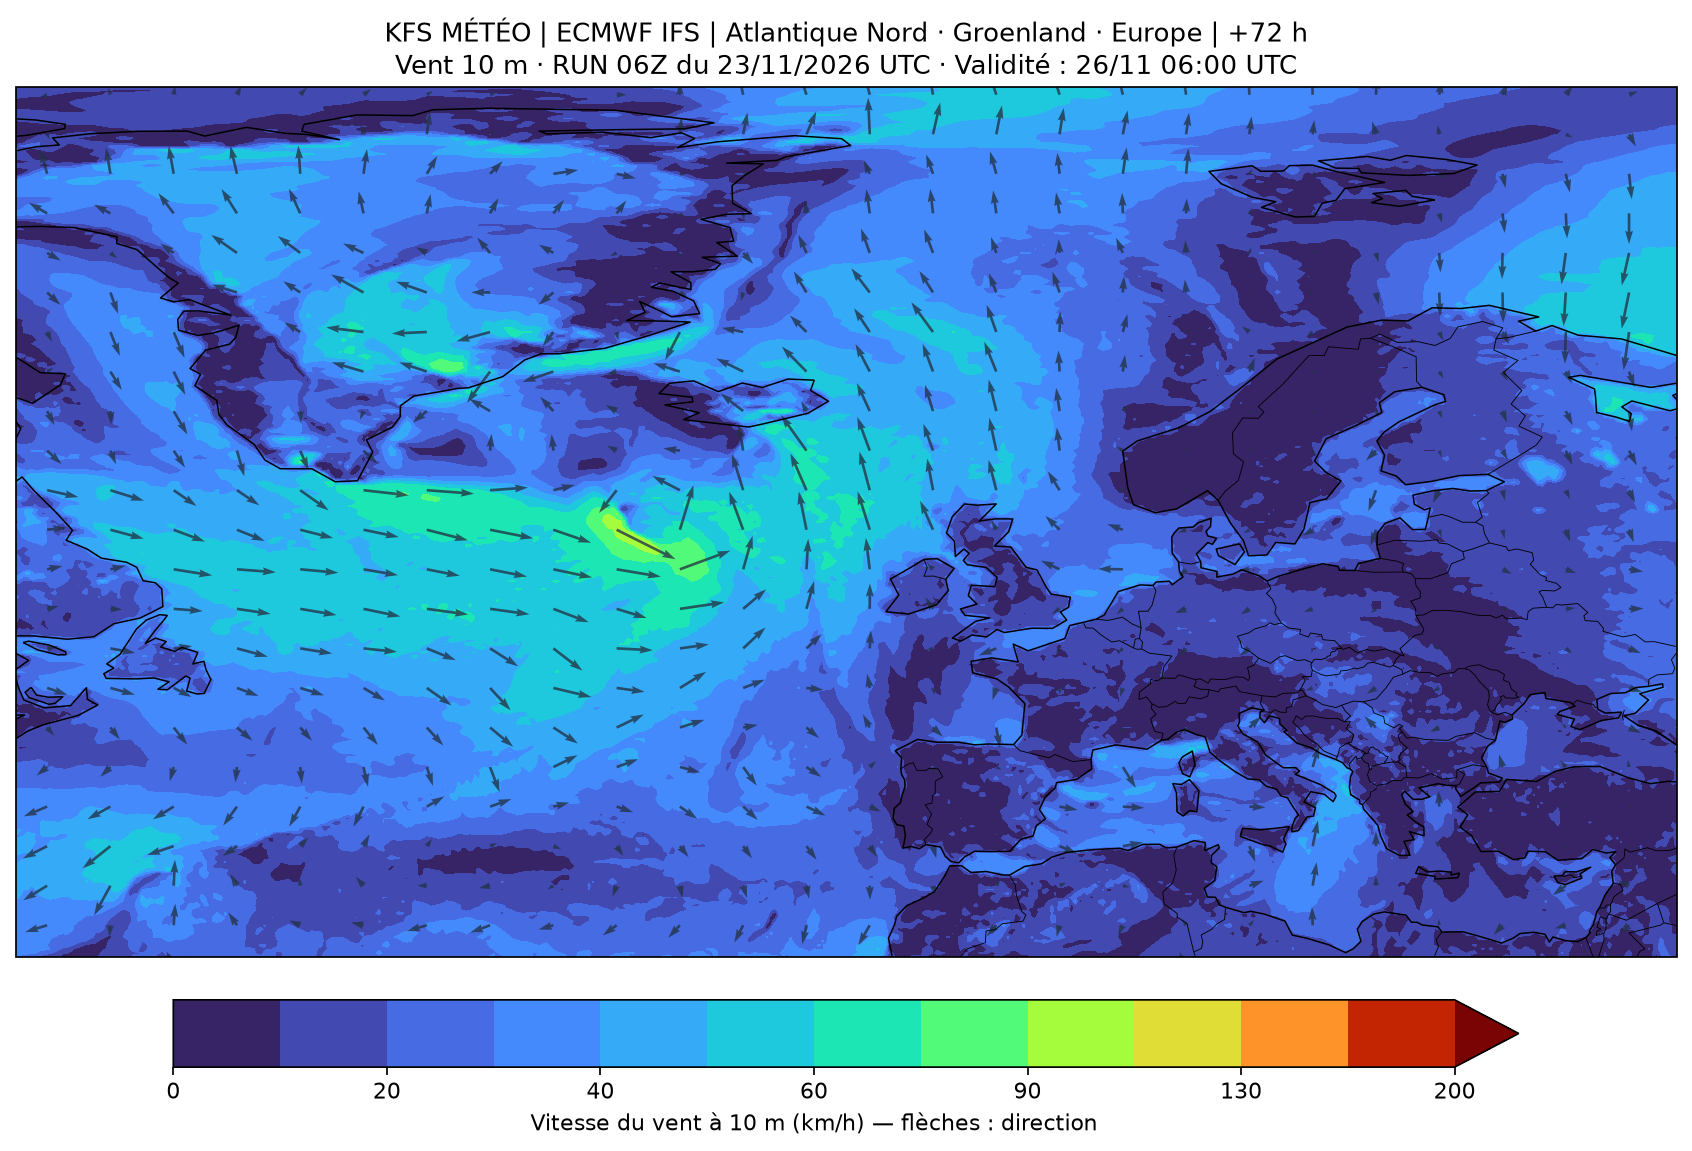 KFS MÉTÉO | ECMWF IFS | Atlantique Nord · Groenland · Europe | +72 h
Vent 10 m · RUN 06Z du 23/11/2026 UTC · Validité : 26/11 06:00 UTC
0 20 40 60 90 130 200
Vitesse du vent à 10 m (km/h) — flèches : direction